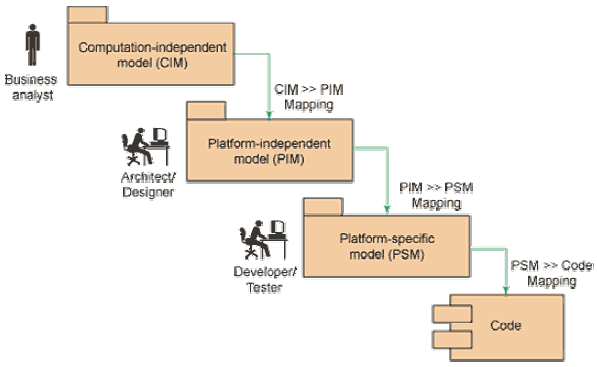 Computation-independent
model (CIM)
Business
analyst
CIM >> PIM
Mapping
Platform-independent
model (PIM)
Architect/
Designer
PIM >> PSM
Mapping
Platform-specific
model (PSM)
Developer/
Tester
PSM >> Code
Mapping
Code